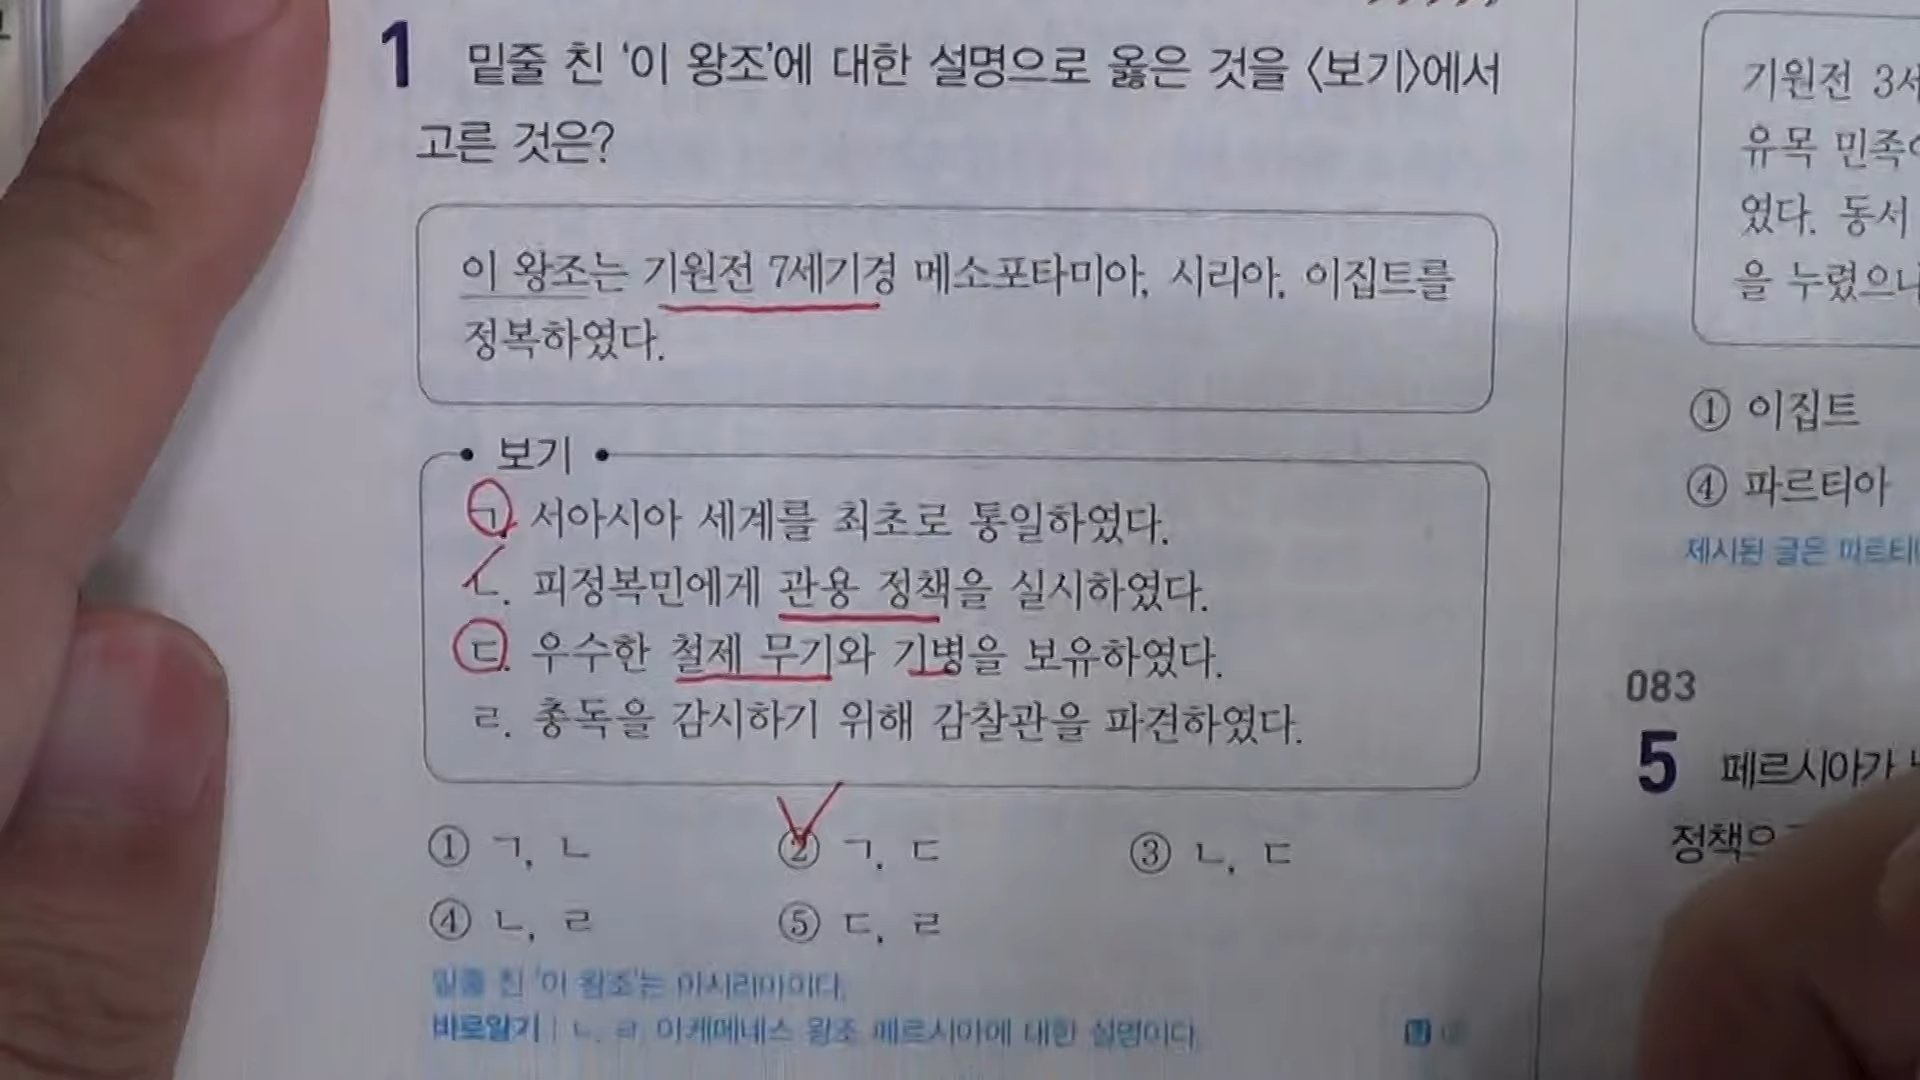 1 밑줄 친 '이 왕조'에 대한 설명으로 옳은 것을 〈보기〉에서
고른 것은?
이 왕조는 기원전 7세기경 메소포타미아, 시리아, 이집트를
정복하였다.
• 보기 •
ㄱ. 서아시아 세계를 최초로 통일하였다.
ㄴ. 피정복민에게 관용 정책을 실시하였다.
ㄷ. 우수한 철제 무기와 기병을 보유하였다.
ㄹ. 총독을 감시하기 위해 감찰관을 파견하였다.
① ㄱ, ㄴ ② ㄱ, ㄷ ③ ㄴ, ㄷ
④ ㄴ, ㄹ ⑤ ㄷ, ㄹ
밑줄 친 '이 왕조'는 아시리아이다.
바로알기 | ㄴ, ㄹ. 아케메네스 왕조 페르시아에 대한 설명이다.
기원전 3세
유목 민족
였다. 동서
을 누렸으나
① 이집트
④ 파르티아
제시된 글은 파르티
083
5 페르시아가
정책으